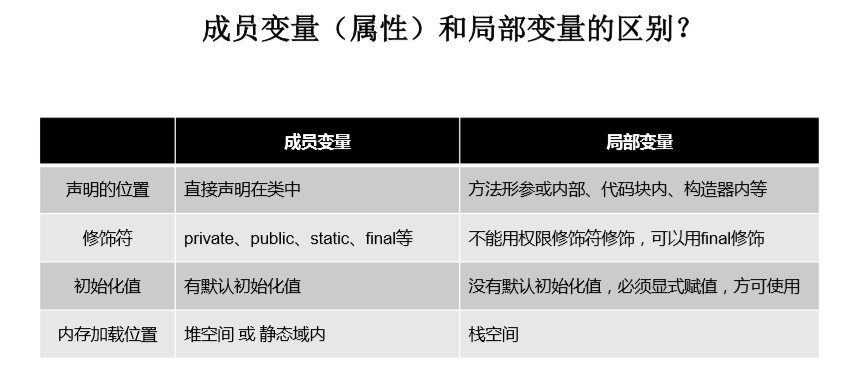 成员变量（属性）和局部变量的区别？
成员变量 局部变量
声明的位置 直接声明在类中 方法形参或内部、代码块内、构造器内等
修饰符 private、public、static、final等 不能用权限修饰符修饰，可以用final修饰
初始化值 有默认初始化值 没有默认初始化值，必须显式赋值，方可使用
内存加载位置 堆空间 或 静态域内 栈空间